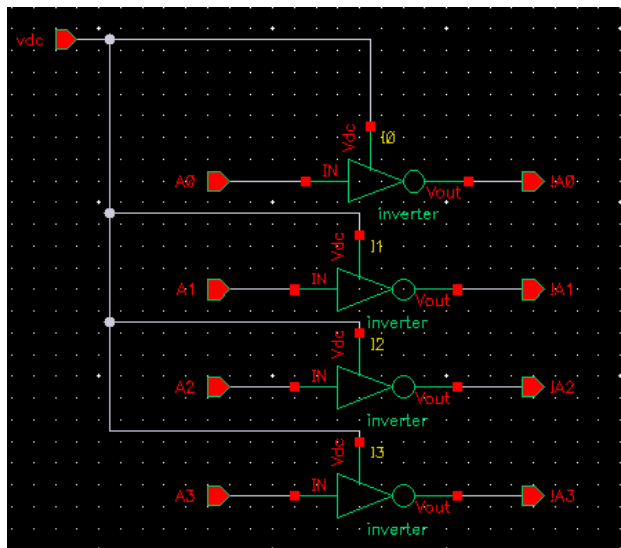 vdc
Vdc
I0
A0
IN
Vout
!A0
inverter
Vdc
I1
A1
IN
Vout
!A1
inverter
Vdc
I2
A2
IN
Vout
!A2
inverter
Vdc
I3
A3
IN
Vout
!A3
inverter